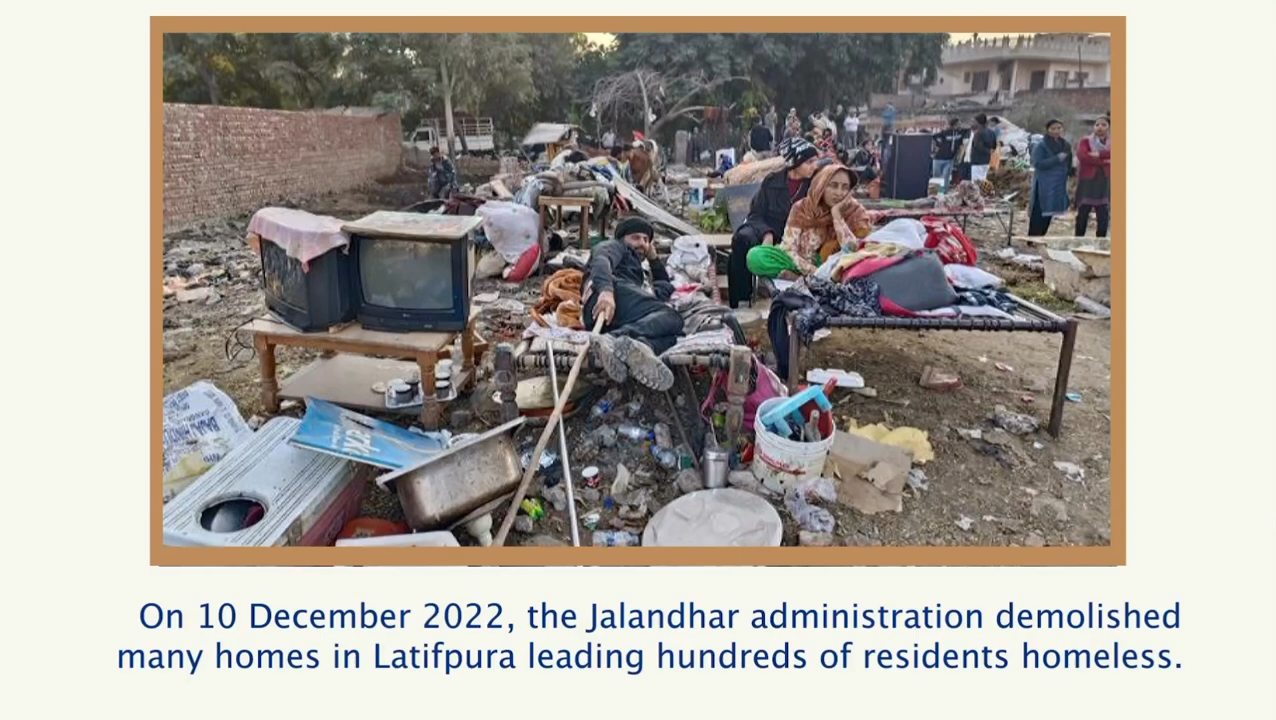 On 10 December 2022, the Jalandhar administration demolished
many homes in Latifpura leading hundreds of residents homeless.